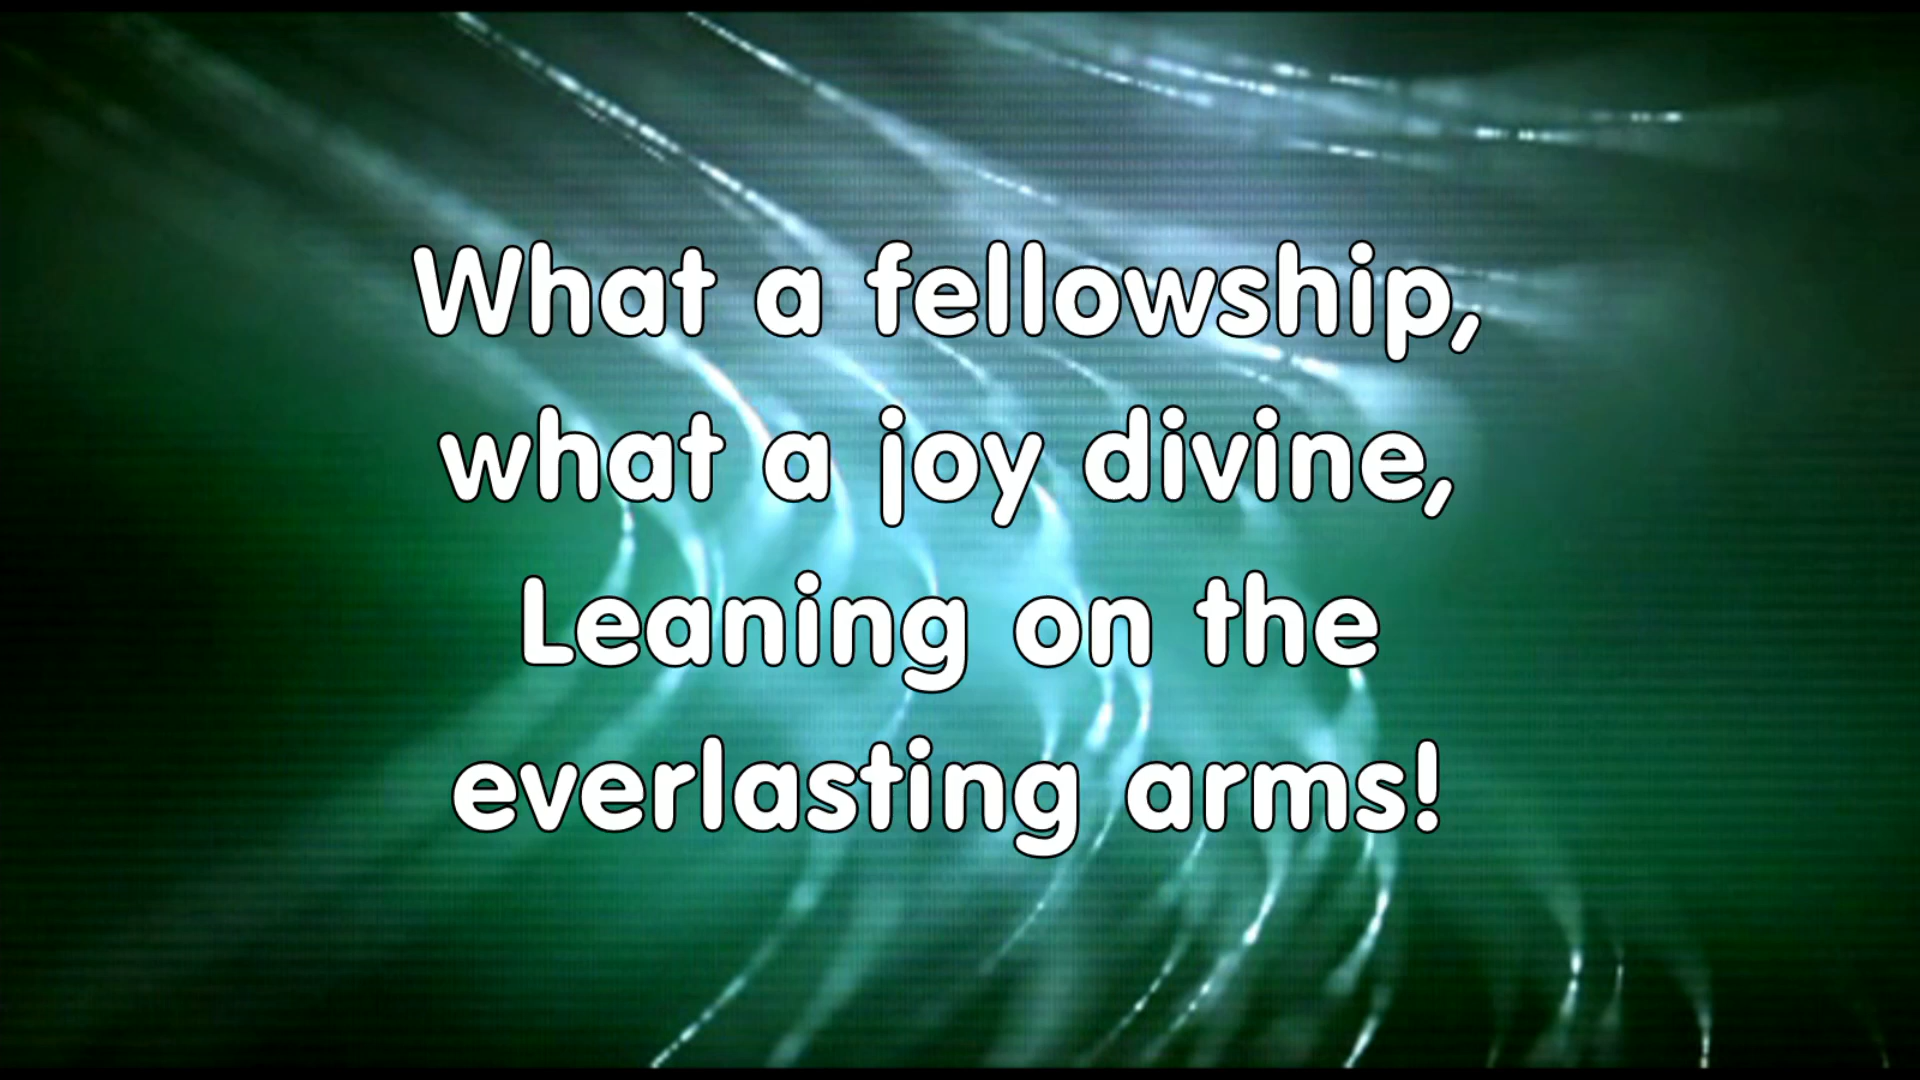 What a fellowship,
what a joy divine,
Leaning on the
everlasting arms!